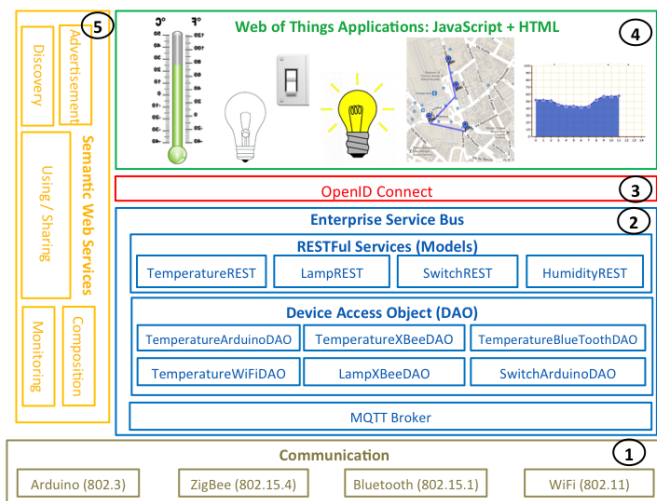 5
Discovery
Advertisement
Semantic Web Services
Using / Sharing
Monitoring
Composition
Web of Things Applications: JavaScript + HTML
4
OpenID Connect
3
Enterprise Service Bus
2
RESTFul Services (Models)
TemperatureREST
LampREST
SwitchREST
HumidityREST
Device Access Object (DAO)
TemperatureArduinoDAO
TemperatureXBeeDAO
TemperatureBlueToothDAO
TemperatureWiFiDAO
LampXBeeDAO
SwitchArduinoDAO
MQTT Broker
Communication
1
Arduino (802.3)
ZigBee (802.15.4)
Bluetooth (802.15.1)
WiFi (802.11)